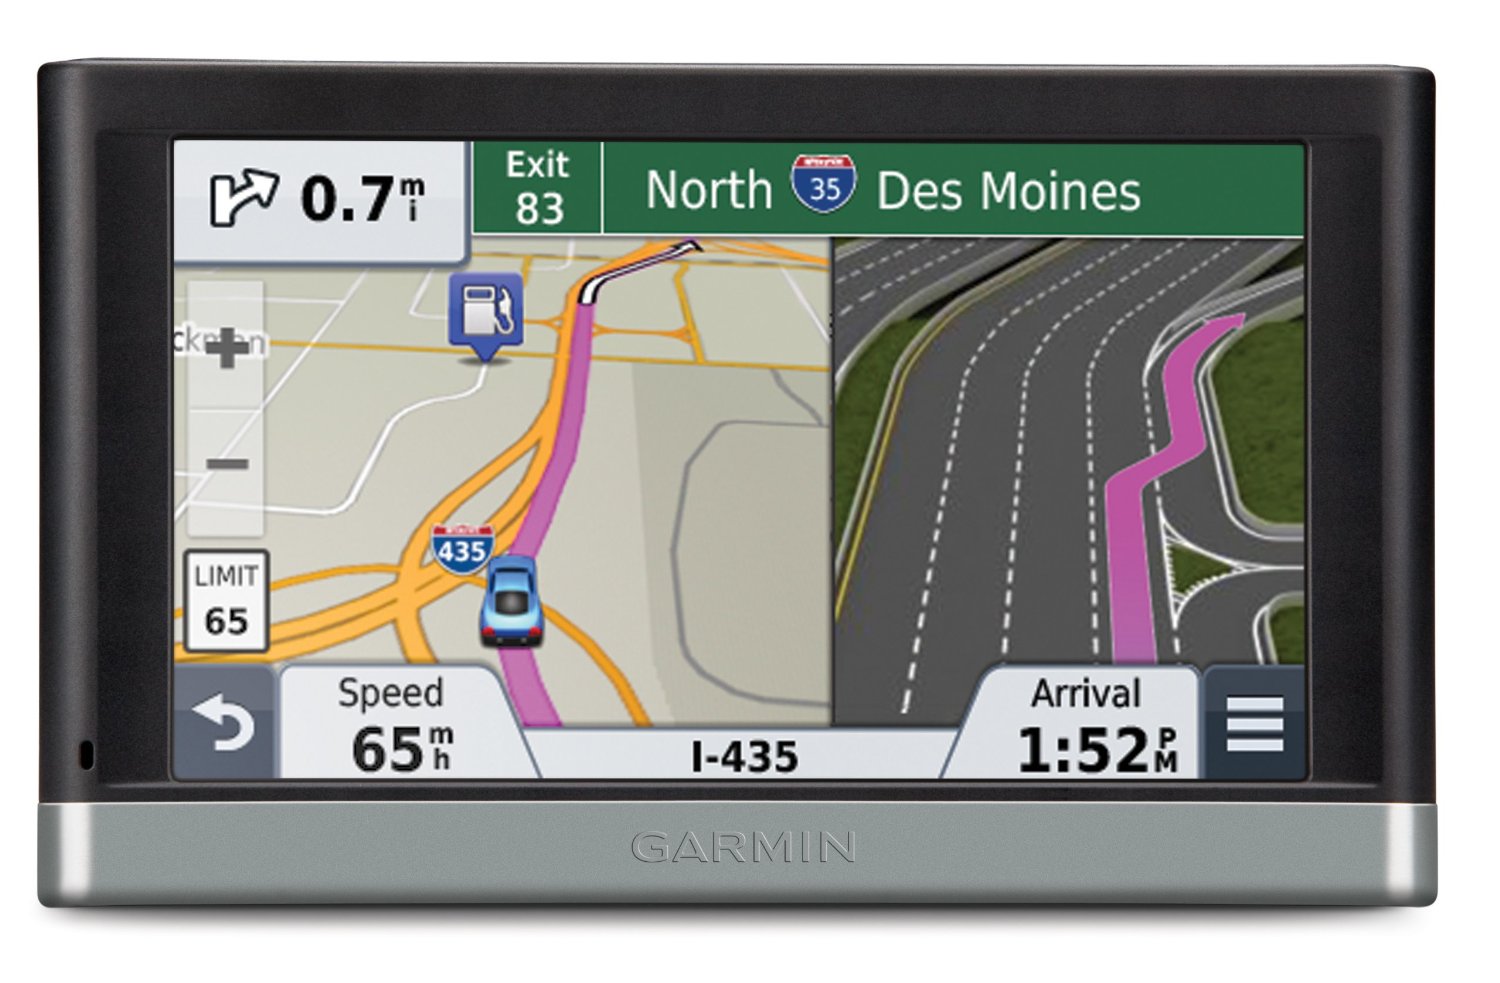 0.7 mi
Exit
83
North 35 Des Moines
LIMIT
65
435
Speed
65 mh
I-435
Arrival
1:52 PM
GARMIN